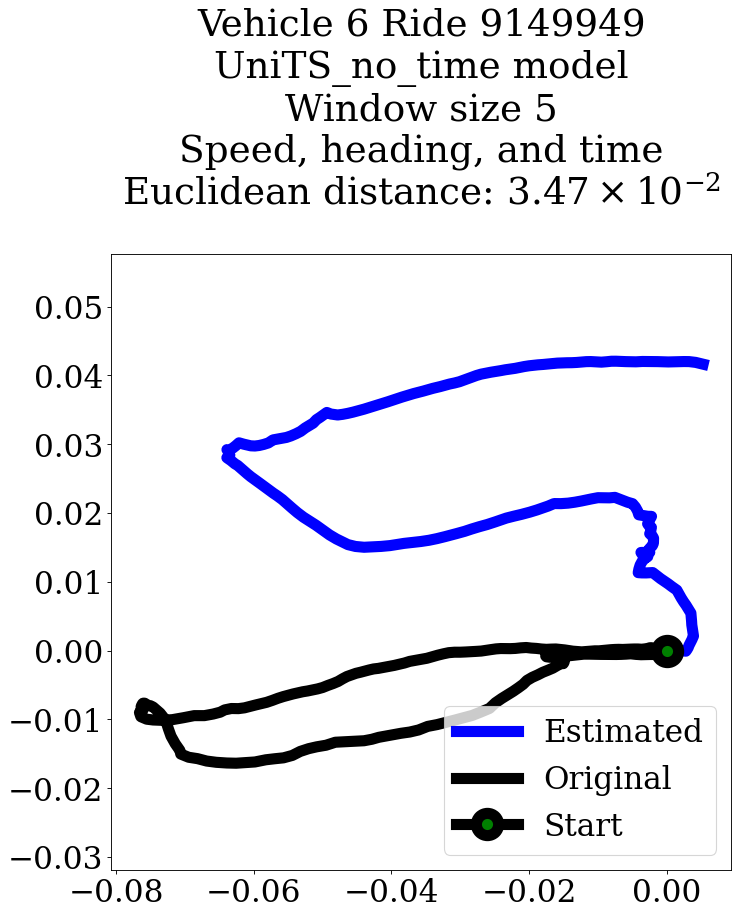 Vehicle 6 Ride 9149949
UniTS_no_time model
Window size 5
Speed, heading, and time
Euclidean distance: 3.47 × 10⁻²
0.05
0.04
0.03
0.02
0.01
0.00
−0.01
−0.02
−0.03
Estimated
Original
Start
−0.08 −0.06 −0.04 −0.02 0.00